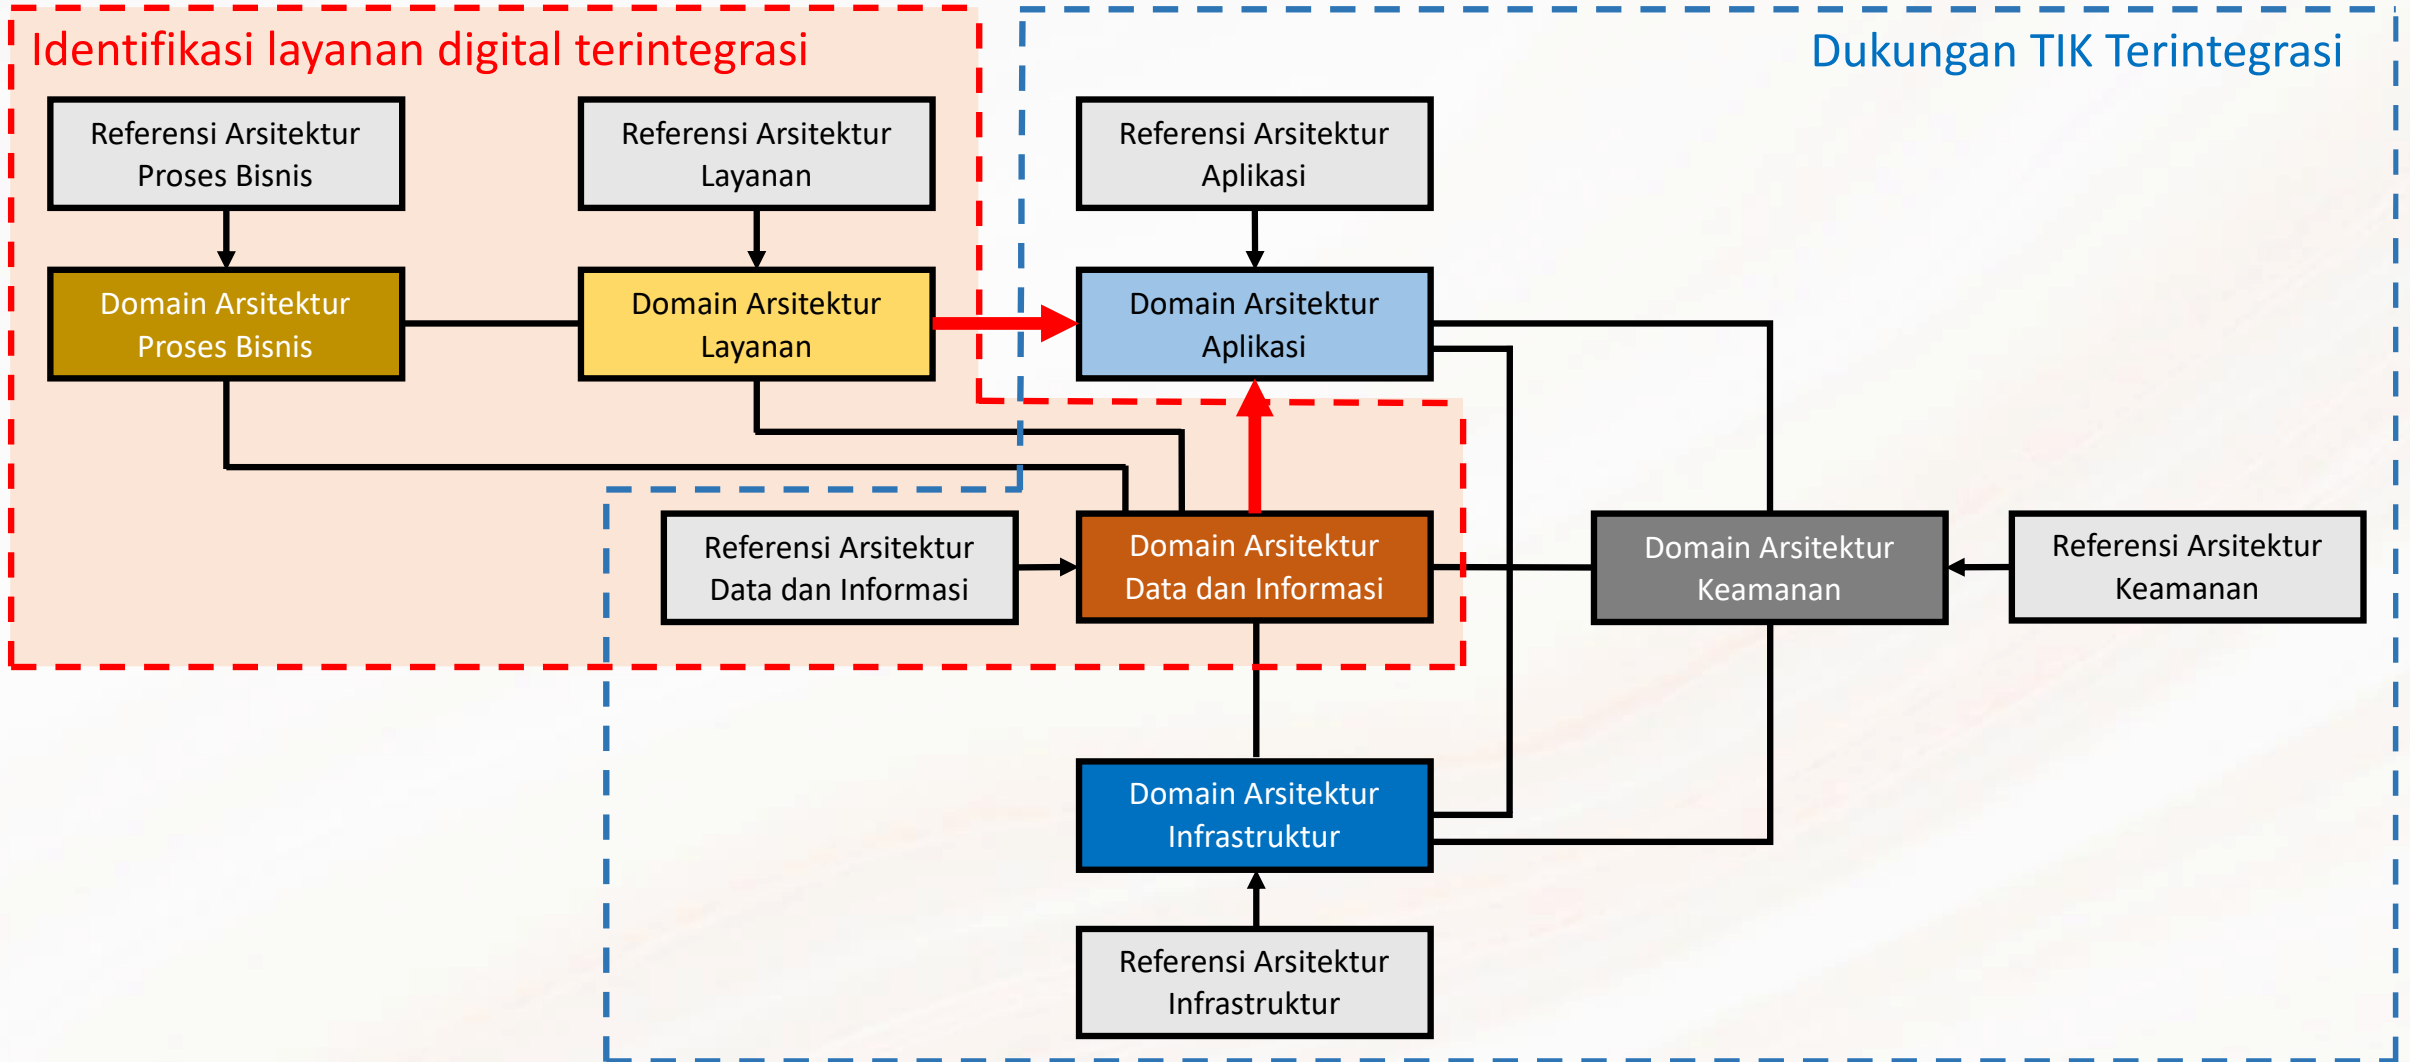 Identifikasi layanan digital terintegrasi
Dukungan TIK Terintegrasi
Referensi Arsitektur
Proses Bisnis
Referensi Arsitektur
Layanan
Referensi Arsitektur
Aplikasi
Domain Arsitektur
Proses Bisnis
Domain Arsitektur
Layanan
Domain Arsitektur
Aplikasi
Referensi Arsitektur
Data dan Informasi
Domain Arsitektur
Data dan Informasi
Domain Arsitektur
Keamanan
Referensi Arsitektur
Keamanan
Domain Arsitektur
Infrastruktur
Referensi Arsitektur
Infrastruktur